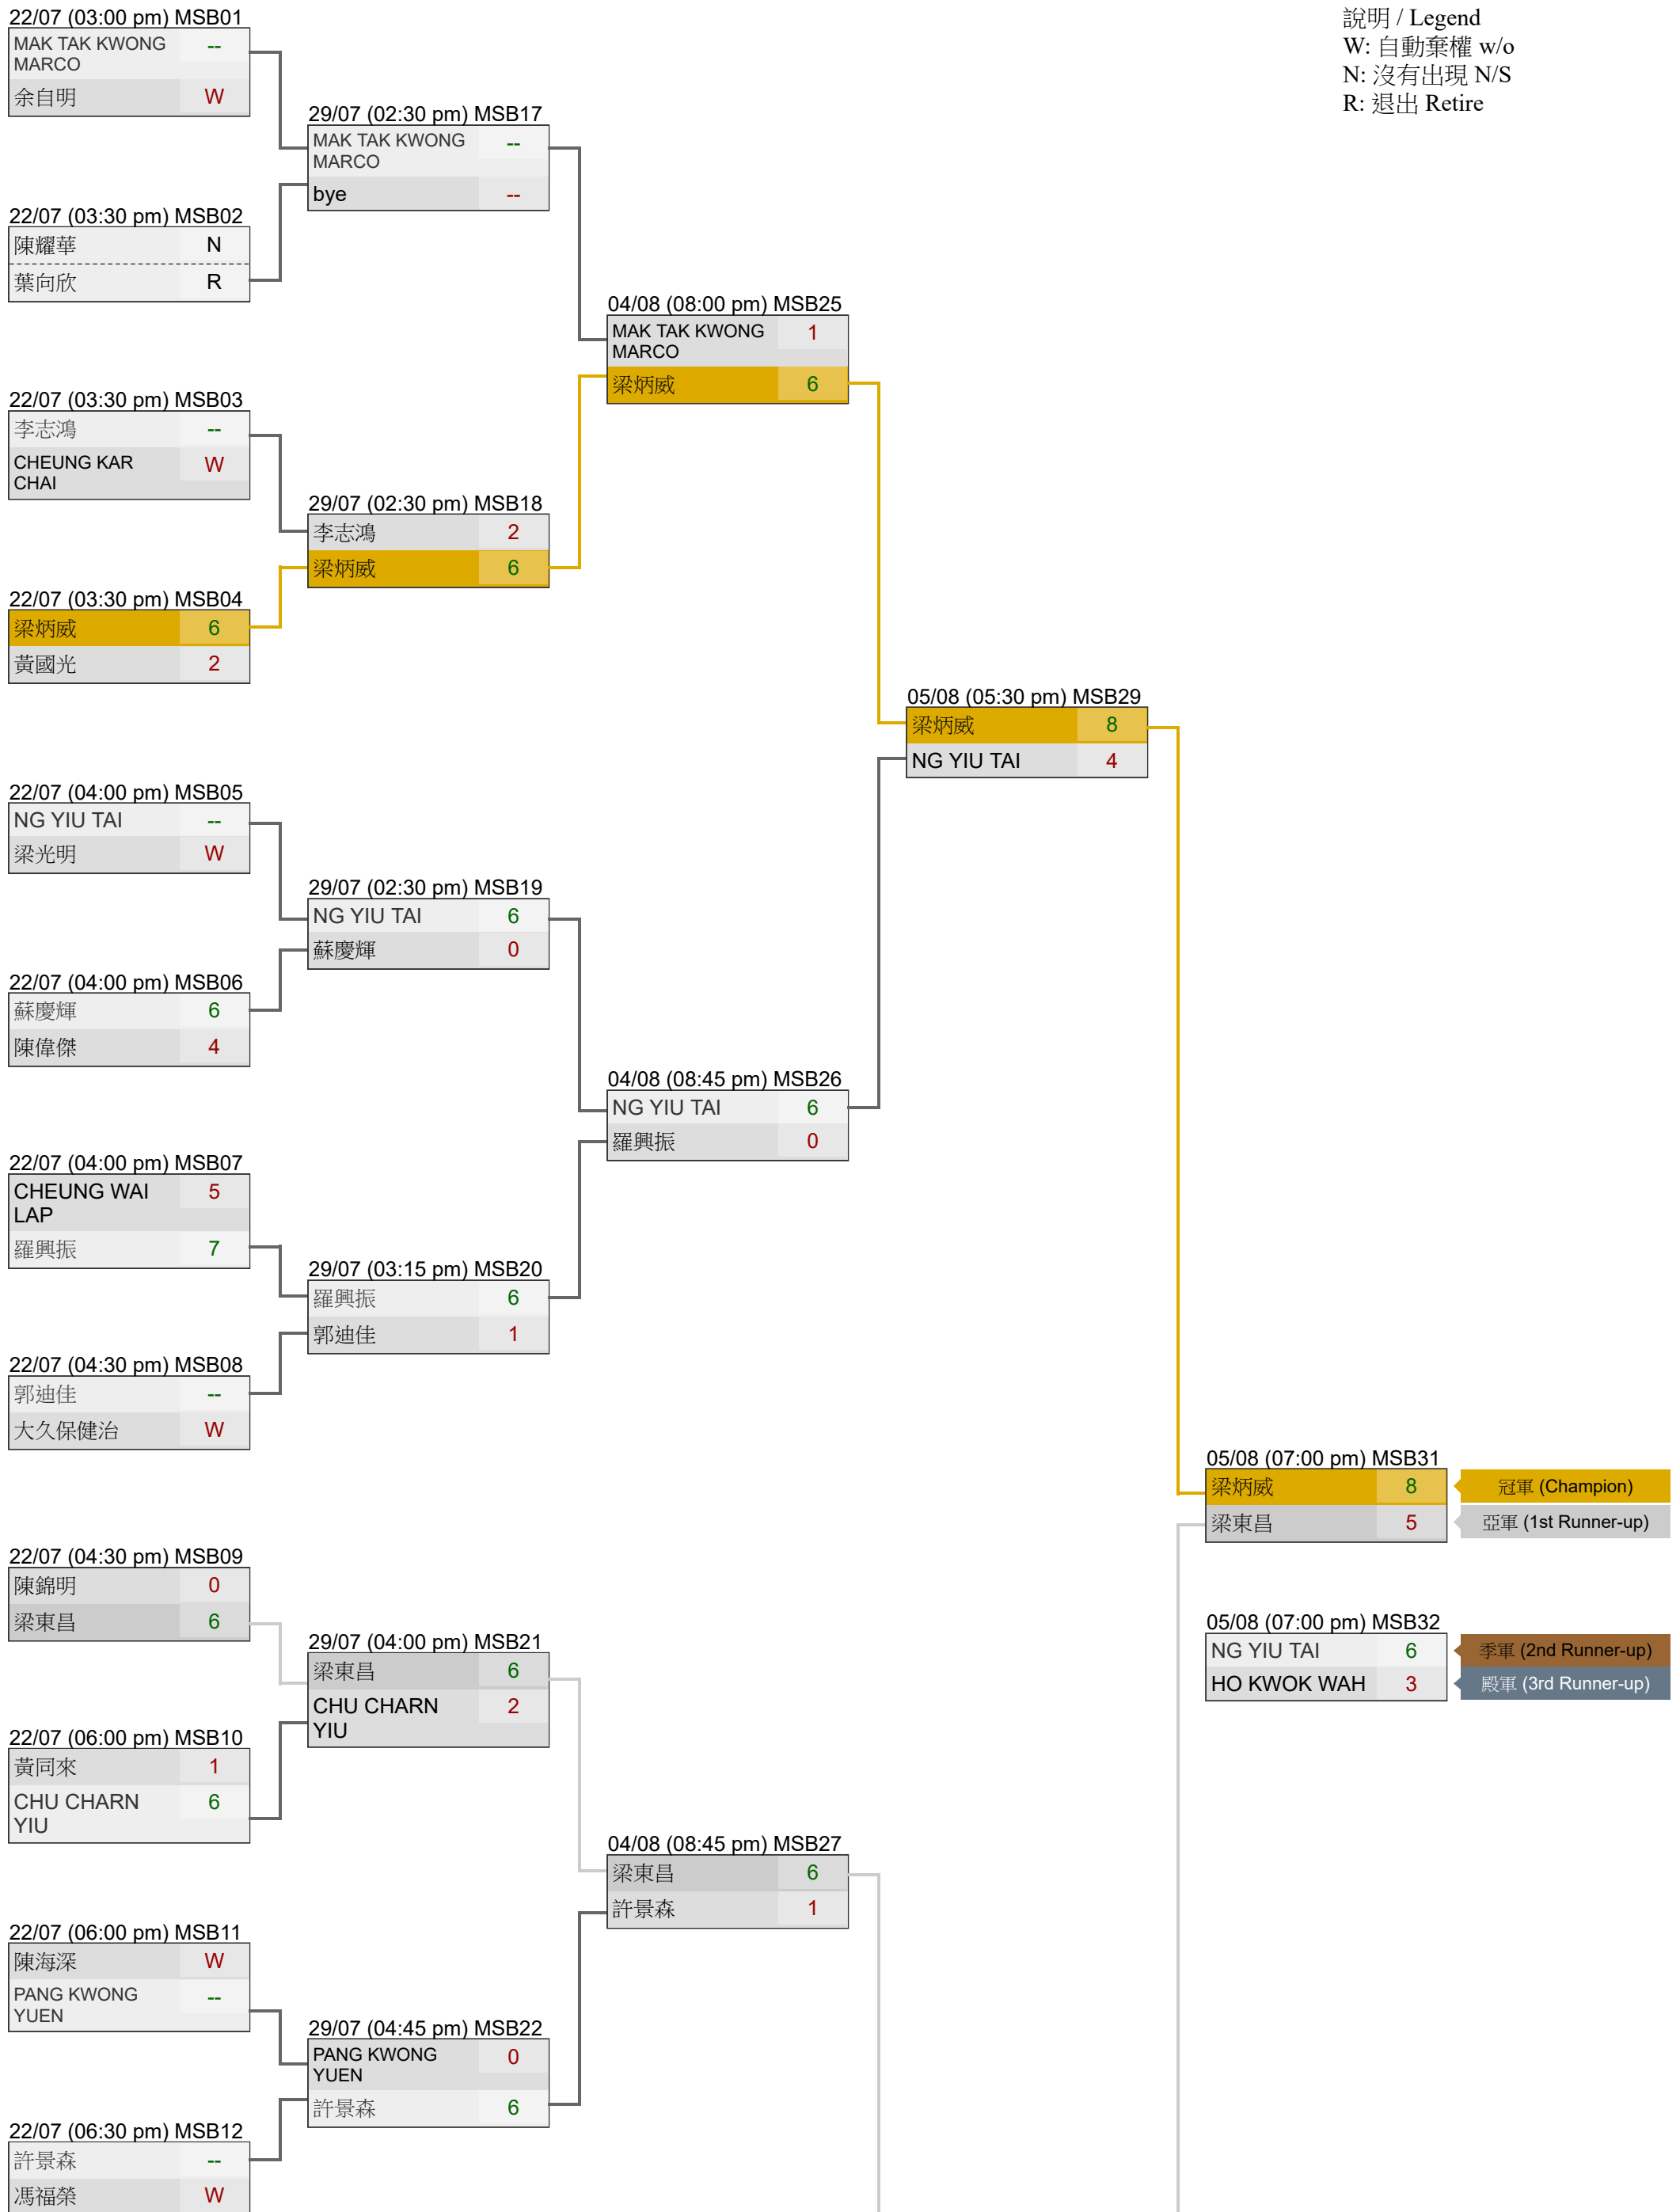 說明 / Legend
W: 自動棄權 w/o
N: 沒有出現 N/S
R: 退出 Retire
22/07 (03:00 pm) MSB01
MAK TAK KWONG --
MARCO
余自明 W
22/07 (03:30 pm) MSB02
陳耀華 N
葉向欣 R
22/07 (03:30 pm) MSB03
李志鴻 --
CHEUNG KAR W
CHAI
22/07 (03:30 pm) MSB04
梁炳威 6
黃國光 2
22/07 (04:00 pm) MSB05
NG YIU TAI --
梁光明 W
22/07 (04:00 pm) MSB06
蘇慶輝 6
陳偉傑 4
22/07 (04:00 pm) MSB07
CHEUNG WAI 5
LAP
羅興振 7
22/07 (04:30 pm) MSB08
郭迪佳 --
大久保健治 W
22/07 (04:30 pm) MSB09
陳錦明 0
梁東昌 6
22/07 (06:00 pm) MSB10
黃同來 1
CHU CHARN 6
YIU
22/07 (06:00 pm) MSB11
陳海深 W
PANG KWONG --
YUEN
22/07 (06:30 pm) MSB12
許景森 --
馮福榮 W
29/07 (02:30 pm) MSB17
MAK TAK KWONG --
MARCO
bye --
29/07 (02:30 pm) MSB18
李志鴻 2
梁炳威 6
29/07 (02:30 pm) MSB19
NG YIU TAI 6
蘇慶輝 0
29/07 (03:15 pm) MSB20
羅興振 6
郭迪佳 1
29/07 (04:00 pm) MSB21
梁東昌 6
CHU CHARN 2
YIU
29/07 (04:45 pm) MSB22
PANG KWONG 0
YUEN
許景森 6
04/08 (08:00 pm) MSB25
MAK TAK KWONG 1
MARCO
梁炳威 6
04/08 (08:45 pm) MSB26
NG YIU TAI 6
羅興振 0
04/08 (08:45 pm) MSB27
梁東昌 6
許景森 1
05/08 (05:30 pm) MSB29
梁炳威 8
NG YIU TAI 4
05/08 (07:00 pm) MSB31
梁炳威 8 冠軍 (Champion)
梁東昌 5 亞軍 (1st Runner-up)
05/08 (07:00 pm) MSB32
NG YIU TAI 6 季軍 (2nd Runner-up)
HO KWOK WAH 3 殿軍 (3rd Runner-up)